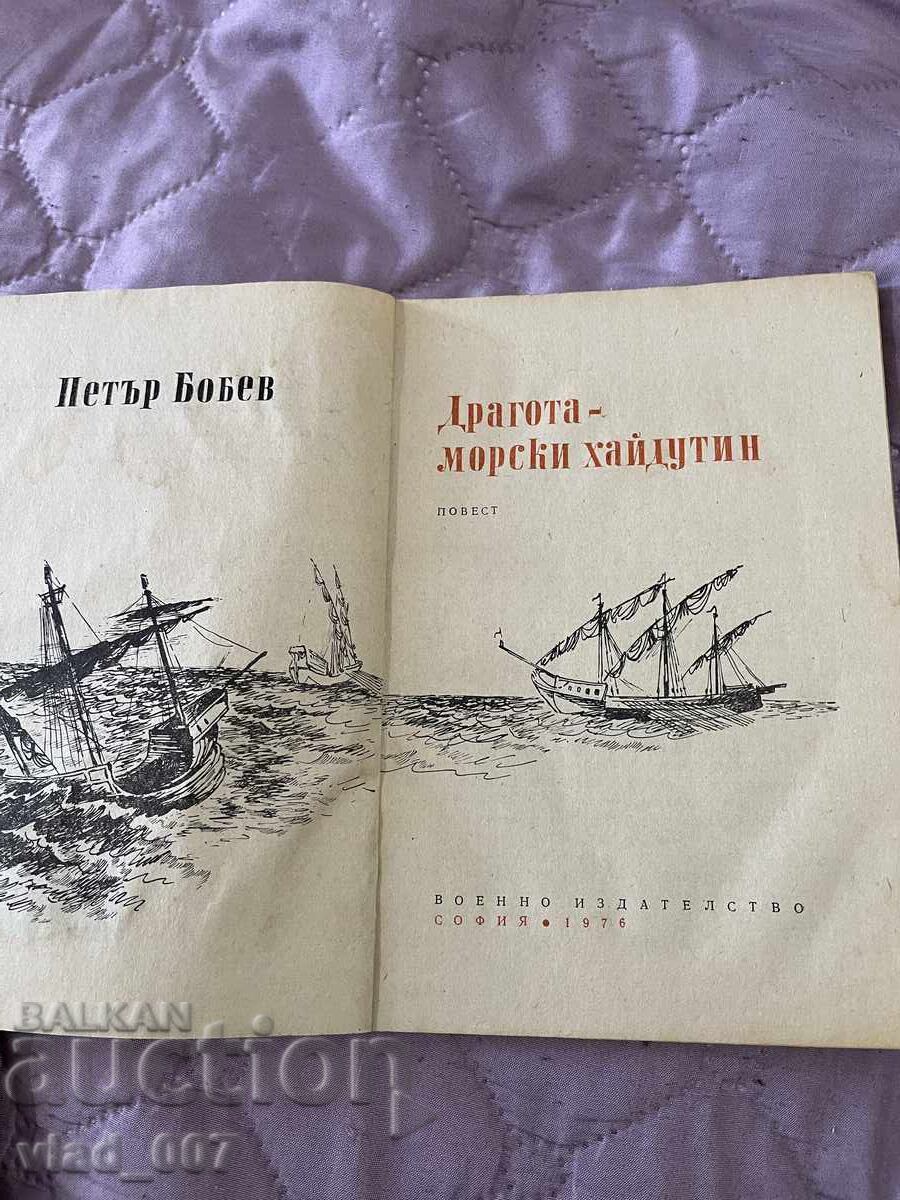 Петър Бобев
Драгота –
морски хайдутин
ПОВЕСТ
ВОЕННО ИЗДАТЕЛСТВО
СОФИЯ • 1976
BALKAN
auction
vlad_007